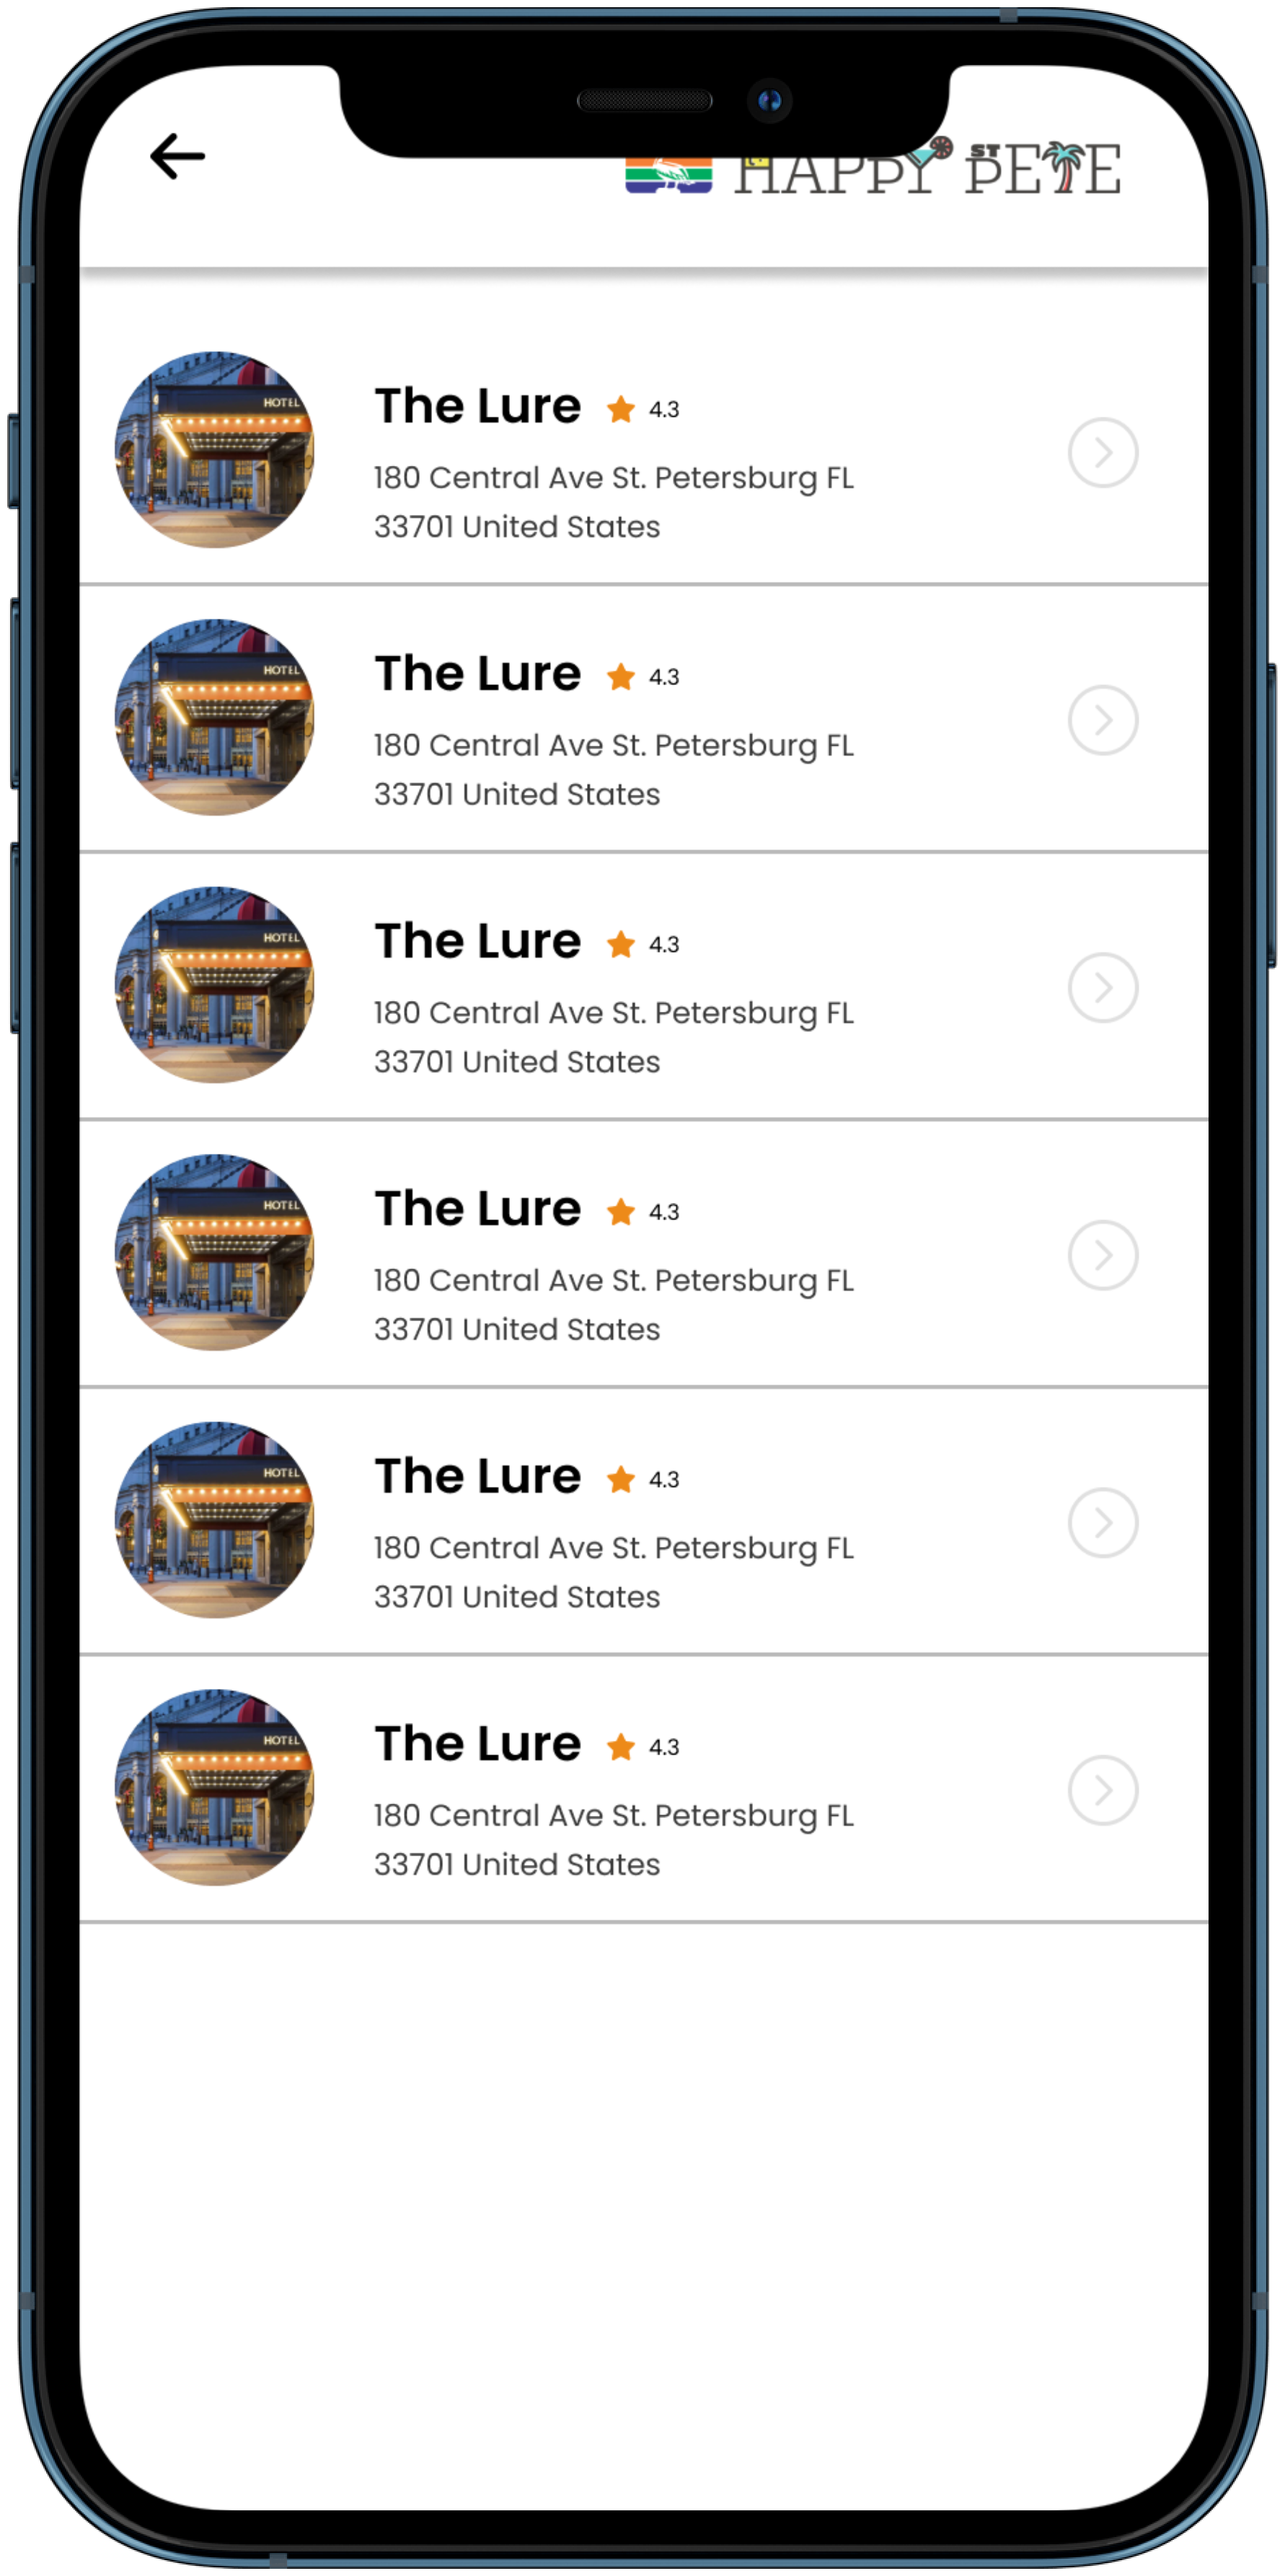 HAPPY ST PETE
HOTEL
The Lure 4.3
180 Central Ave St. Petersburg FL
33701 United States
HOTEL
The Lure 4.3
180 Central Ave St. Petersburg FL
33701 United States
HOTEL
The Lure 4.3
180 Central Ave St. Petersburg FL
33701 United States
HOTEL
The Lure 4.3
180 Central Ave St. Petersburg FL
33701 United States
HOTEL
The Lure 4.3
180 Central Ave St. Petersburg FL
33701 United States
HOTEL
The Lure 4.3
180 Central Ave St. Petersburg FL
33701 United States